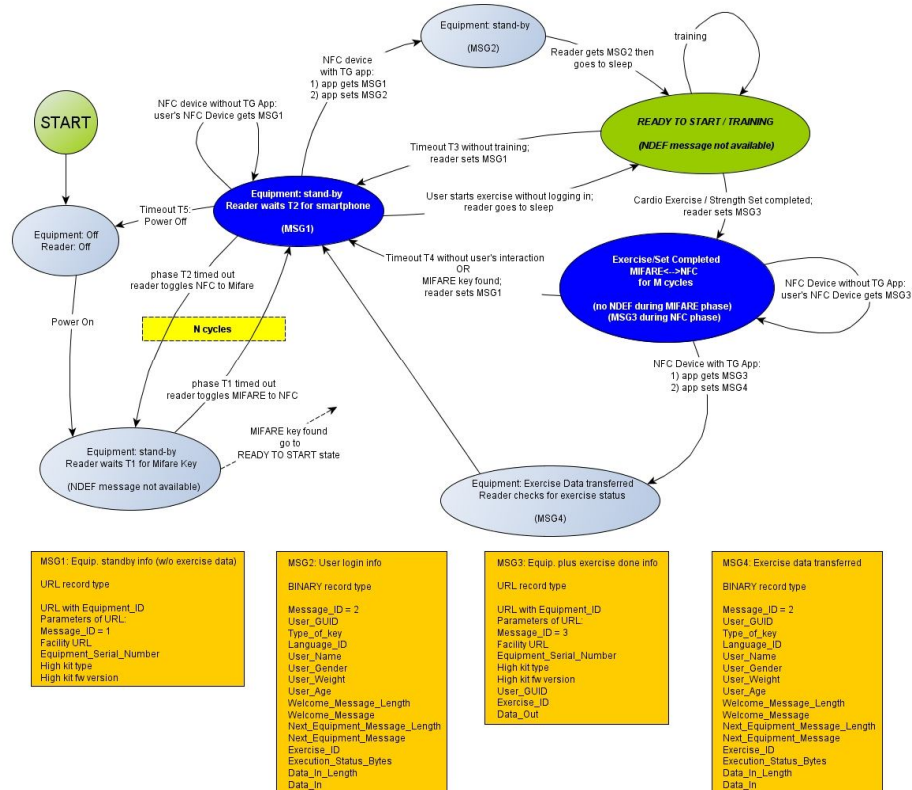 Equipment: stand-by
(MSG2)
training
Reader gets MSG2 then
goes to sleep
NFC device
with TG app:
1) app gets MSG1
2) app sets MSG2
NFC device without TG App:
user's NFC Device gets MSG1
START
READY TO START / TRAINING
(NDEF message not available)
Timeout T3 without training;
reader sets MSG1
Equipment: stand-by
Reader waits T2 for smartphone
(MSG1)
User starts exercise without logging in;
reader goes to sleep
Cardio Exercise / Strength Set completed;
reader sets MSG3
Timeout T5:
Power Off
Equipment: Off
Reader: Off
Timeout T4 without user's interaction
OR
MIFARE key found;
reader sets MSG1
Exercise/Set Completed
MIFARE<-->NFC
for M cycles
(no NDEF during MIFARE phase)
(MSG3 during NFC phase)
NFC Device without TG App:
user's NFC Device gets MSG3
phase T2 timed out
reader toggles NFC to Mifare
Power On
N cycles
NFC Device with TG App:
1) app gets MSG3
2) app sets MSG4
phase T1 timed out
reader toggles MIFARE to NFC
MIFARE key found
go to
READY TO START state
Equipment: stand-by
Reader waits T1 for Mifare Key
(NDEF message not available)
Equipment: Exercise Data transferred
Reader checks for exercise status
(MSG4)
MSG1: Equip. standby info (w/o exercise data)
URL record type
URL with Equipment_ID
Parameters of URL:
Message_ID = 1
Facility URL
Equipment_Serial_Number
High kit type
High kit fw version
MSG2: User login info
BINARY record type
Message_ID = 2
User_GUID
Type_of_key
Language_ID
User_Name
User_Gender
User_Weight
User_Age
Welcome_Message_Length
Welcome_Message
Next_Equipment_Message_Length
Next_Equipment_Message
Exercise_ID
Execution_Status_Bytes
Data_In_Length
Data_In
MSG3: Equip. plus exercise done info
URL record type
URL with Equipment_ID
Parameters of URL:
Message_ID = 3
Facility URL
Equipment_Serial_Number
High kit type
High kit fw version
User_GUID
Exercise_ID
Data_Out
MSG4: Exercise data transferred
BINARY record type
Message_ID = 2
User_GUID
Type_of_key
Language_ID
User_Name
User_Gender
User_Weight
User_Age
Welcome_Message_Length
Welcome_Message
Next_Equipment_Message_Length
Next_Equipment_Message
Exercise_ID
Execution_Status_Bytes
Data_In_Length
Data_In